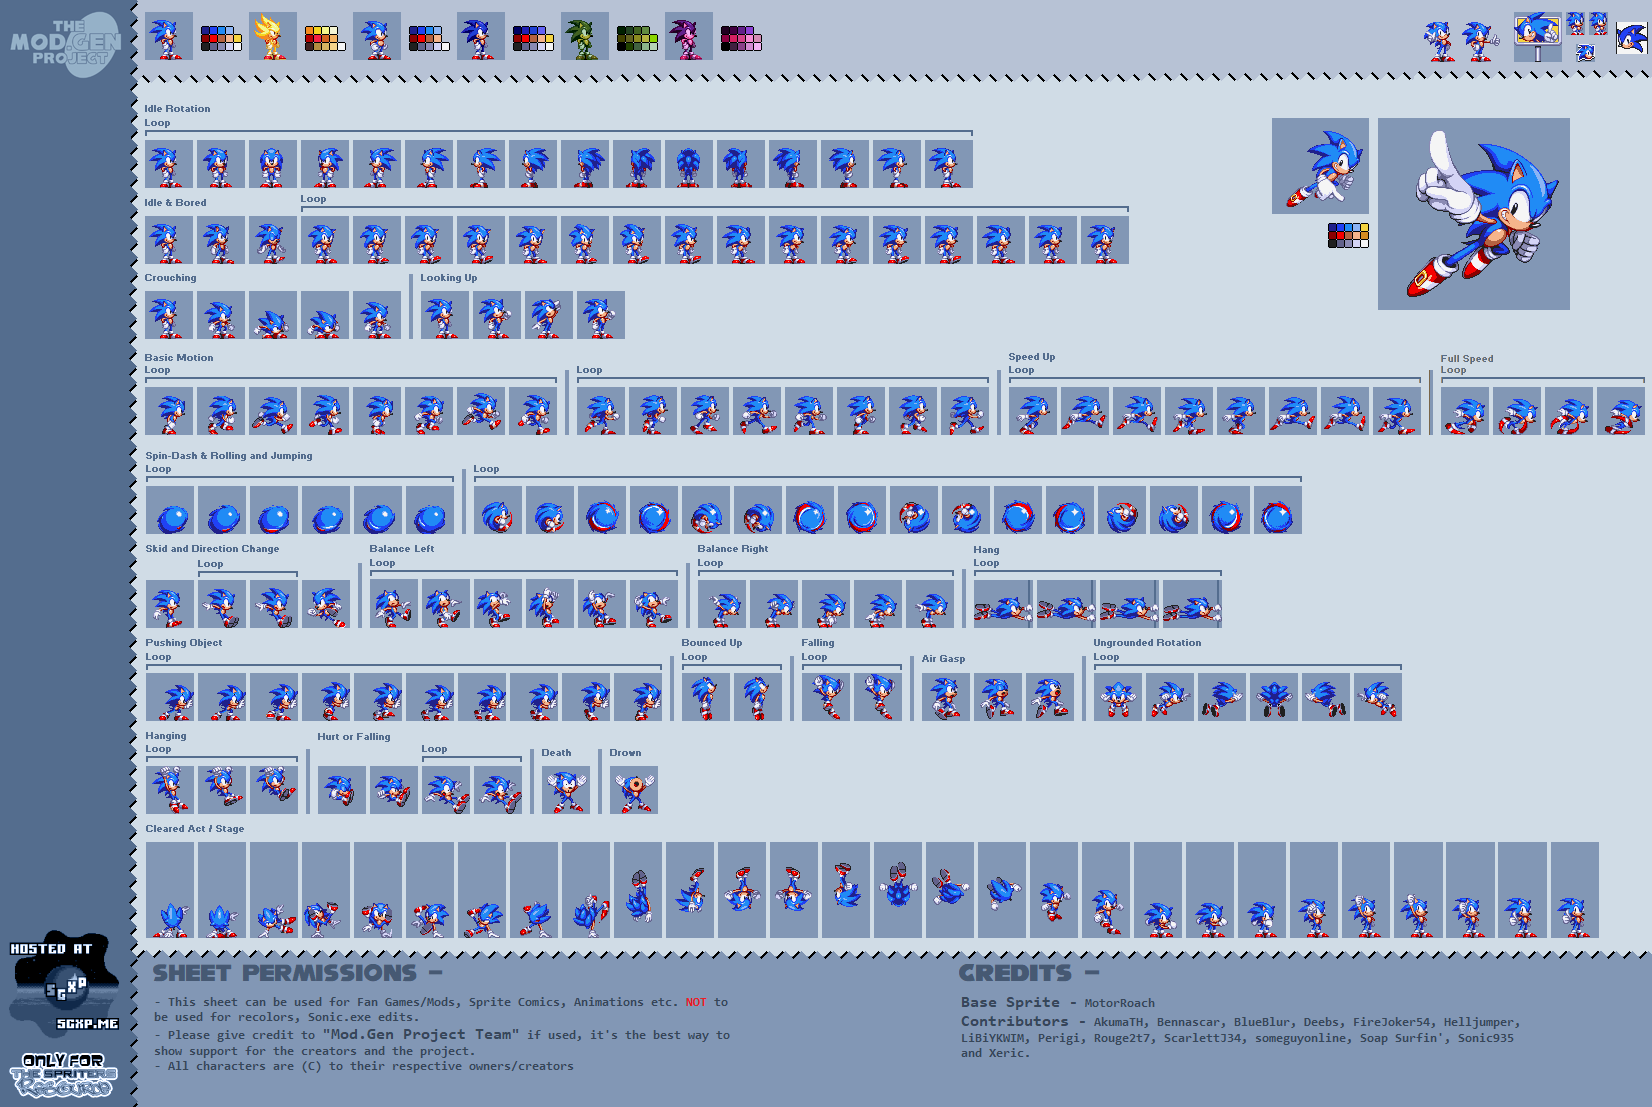 THE
MOD.GEN
PROJECT
Idle Rotation
Loop
Idle & Bored
Loop
Crouching
Looking Up
Basic Motion
Loop
Loop
Speed Up
Loop
Full Speed
Loop
Spin-Dash & Rolling and Jumping
Loop
Loop
Skid and Direction Change
Loop
Balance Left
Loop
Balance Right
Loop
Hang
Loop
Pushing Object
Loop
Bounced Up
Loop
Falling
Loop
Air Gasp
Ungrounded Rotation
Loop
Hanging
Loop
Hurt or Falling
Loop
Death
Drown
Cleared Act / Stage
HOSTED AT
SGXP
SGXP.ME
ONLY FOR
THE SPRITERS
RESOURCE
SHEET PERMISSIONS -
- This sheet can be used for Fan Games/Mods, Sprite Comics, Animations etc. NOT to
be used for recolors, Sonic.exe edits.
- Please give credit to "Mod.Gen Project Team" if used, it's the best way to
show support for the creators and the project.
- All characters are (C) to their respective owners/creators
CREDITS -
Base Sprite - MotorRoach
Contributors - AkumaTH, Bennascar, BlueBlur, Deebs, FireJoker54, Helljumper,
LiBiYKWIM, Perigi, Rouge2t7, ScarlettJ34, someguyonline, Soap Surfin', Sonic935
and Xeric.